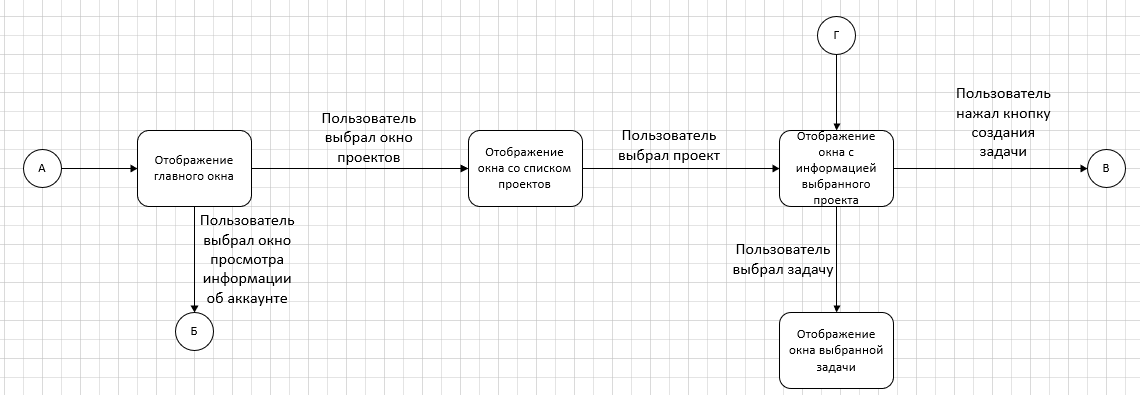 Г
Пользователь
нажал кнопку
создания
задачи
Пользователь
выбрал окно
проектов
Пользователь
выбрал проект
А
Отображение
главного окна
Отображение
окна со списком
проектов
Отображение
окна с
информацией
выбранного
проекта
В
Пользователь
выбрал окно
просмотра
информации
об аккаунте
Пользователь
выбрал задачу
Б
Отображение
окна выбранной
задачи